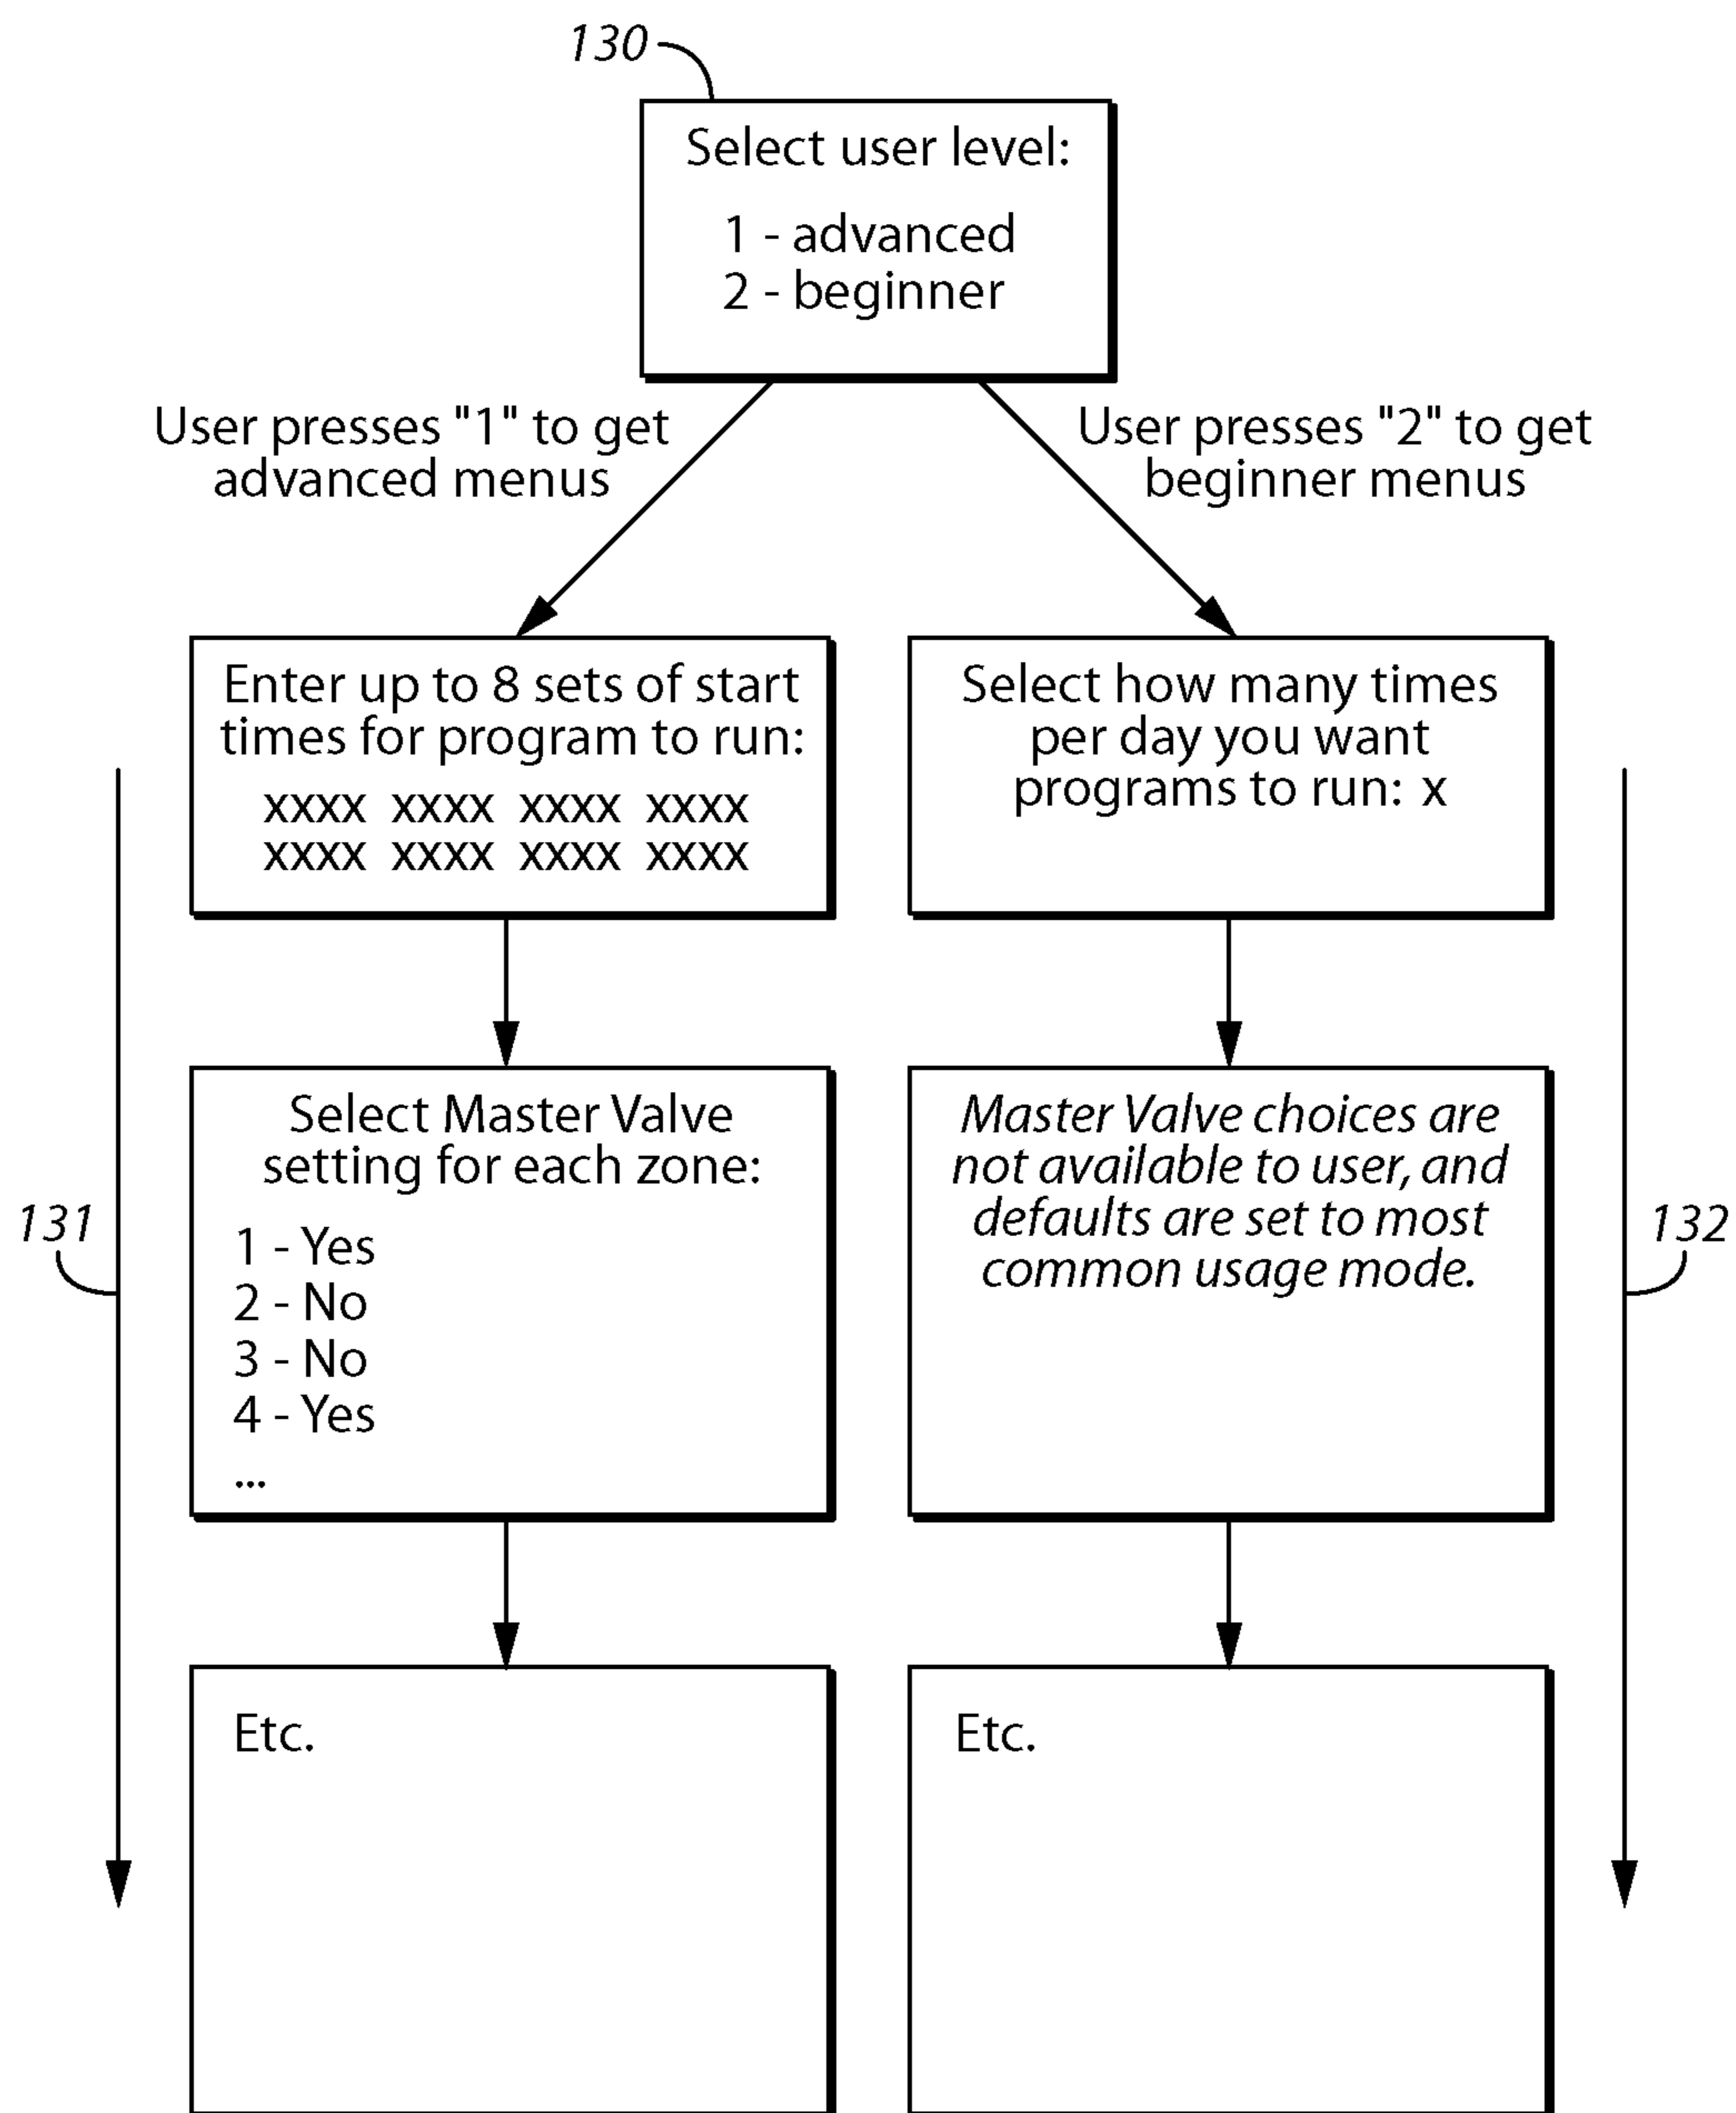 130
Select user level:
1 - advanced
2 - beginner
User presses "1" to get
advanced menus
User presses "2" to get
beginner menus
Enter up to 8 sets of start
times for program to run:
xxxx xxxx xxxx xxxx
xxxx xxxx xxxx xxxx
Select how many times
per day you want
programs to run: x
131
Select Master Valve
setting for each zone:
1 - Yes
2 - No
3 - No
4 - Yes
...
Master Valve choices are
not available to user, and
defaults are set to most
common usage mode.
132
Etc.
Etc.